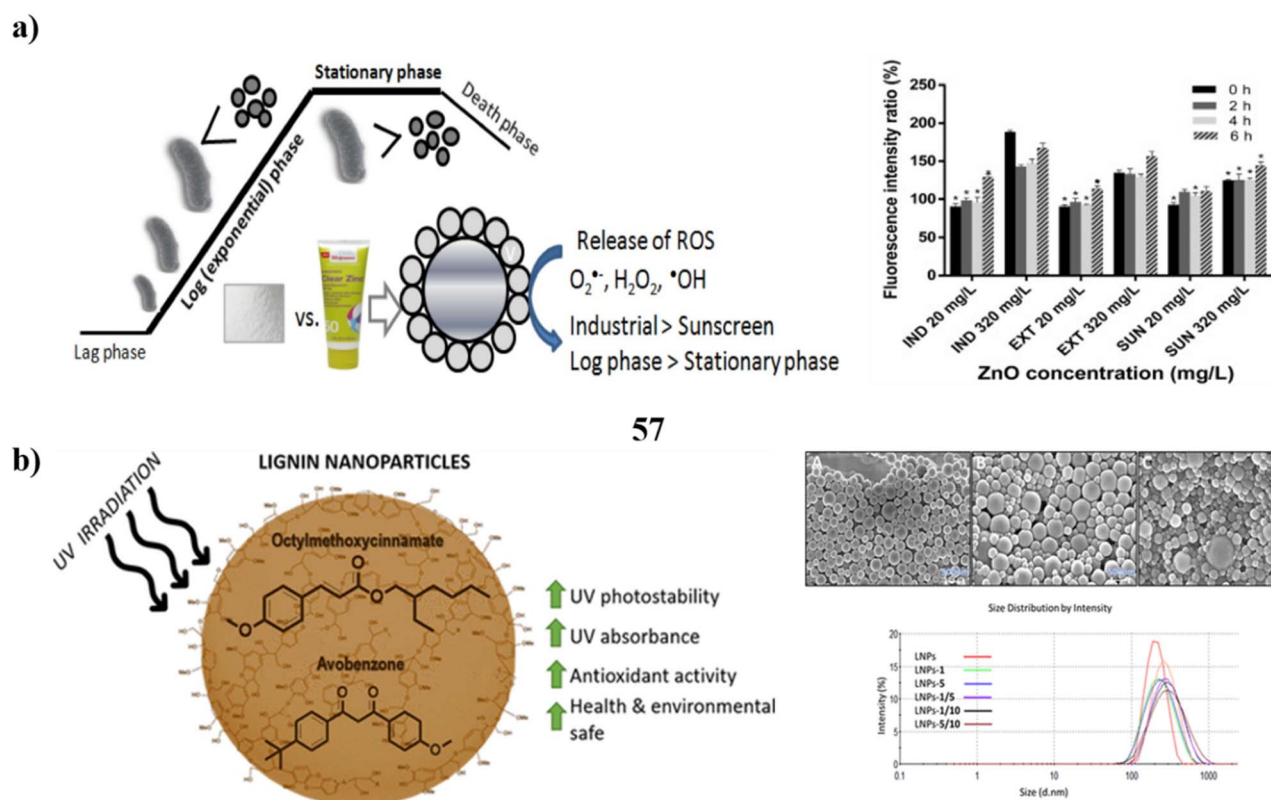 a)
Stationary phase
Death phase
Log (exponential) phase
Lag phase
vs.
Clear Zinc
50
V
Release of ROS
O₂•-, H₂O₂, •OH
Industrial > Sunscreen
Log phase > Stationary phase
Fluorescence intensity ratio (%)
250
200
150
100
50
0
0 h
2 h
4 h
6 h
* * * * * * * * * * * * * *
IND 20 mg/L
IND 320 mg/L
EXT 20 mg/L
EXT 320 mg/L
SUN 20 mg/L
SUN 320 mg/L
ZnO concentration (mg/L)
57
b)
LIGNIN NANOPARTICLES
UV IRRADIATION
Octylmethoxycinnamate
O
O
O
Avobenzone
O O
O
UV photostability
UV absorbance
Antioxidant activity
Health & environmental
safe
A
B
C
Size Distribution by Intensity
Intensity (%)
20
15
10
5
0
LNPs
LNPs-1
LNPs-5
LNPs-1/5
LNPs-1/10
LNPs-5/10
0.1 1 10 100 1000
Size (d.nm)